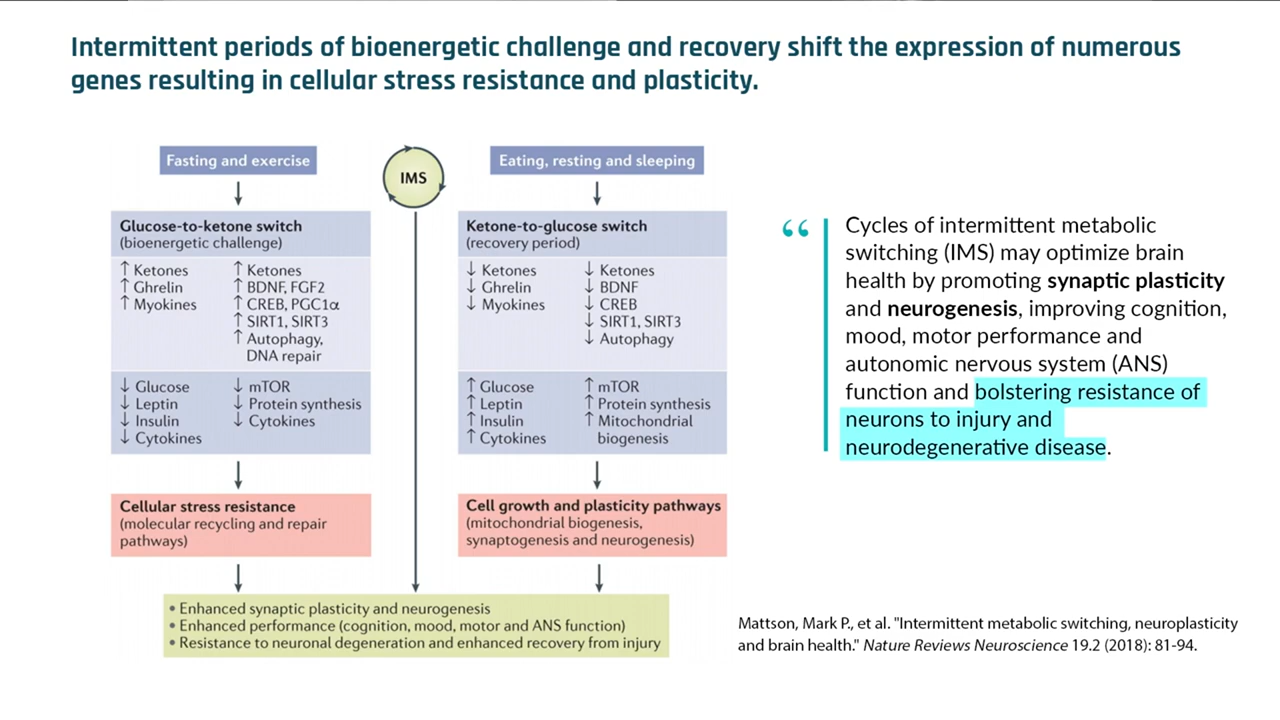 Intermittent periods of bioenergetic challenge and recovery shift the expression of numerous
genes resulting in cellular stress resistance and plasticity.
Fasting and exercise
Glucose-to-ketone switch
(bioenergetic challenge)
↑ Ketones
↑ Ghrelin
↑ Myokines
↑ Ketones
↑ BDNF, FGF2
↑ CREB, PGC1α
↑ SIRT1, SIRT3
↑ Autophagy,
DNA repair
↓ Glucose
↓ Leptin
↓ Insulin
↓ Cytokines
↓ mTOR
↓ Protein synthesis
↓ Cytokines
Cellular stress resistance
(molecular recycling and repair
pathways)
IMS
Eating, resting and sleeping
Ketone-to-glucose switch
(recovery period)
↓ Ketones
↓ Ghrelin
↓ Myokines
↓ Ketones
↓ BDNF
↓ CREB
↓ SIRT1, SIRT3
↓ Autophagy
↑ Glucose
↑ Leptin
↑ Insulin
↑ Cytokines
↑ mTOR
↑ Protein synthesis
↑ Mitochondrial
biogenesis
Cell growth and plasticity pathways
(mitochondrial biogenesis,
synaptogenesis and neurogenesis)
• Enhanced synaptic plasticity and neurogenesis
• Enhanced performance (cognition, mood, motor and ANS function)
• Resistance to neuronal degeneration and enhanced recovery from injury
“
Cycles of intermittent metabolic
switching (IMS) may optimize brain
health by promoting synaptic plasticity
and neurogenesis, improving cognition,
mood, motor performance and
autonomic nervous system (ANS)
function and bolstering resistance of
neurons to injury and
neurodegenerative disease.
Mattson, Mark P., et al. "Intermittent metabolic switching, neuroplasticity
and brain health." Nature Reviews Neuroscience 19.2 (2018): 81-94.